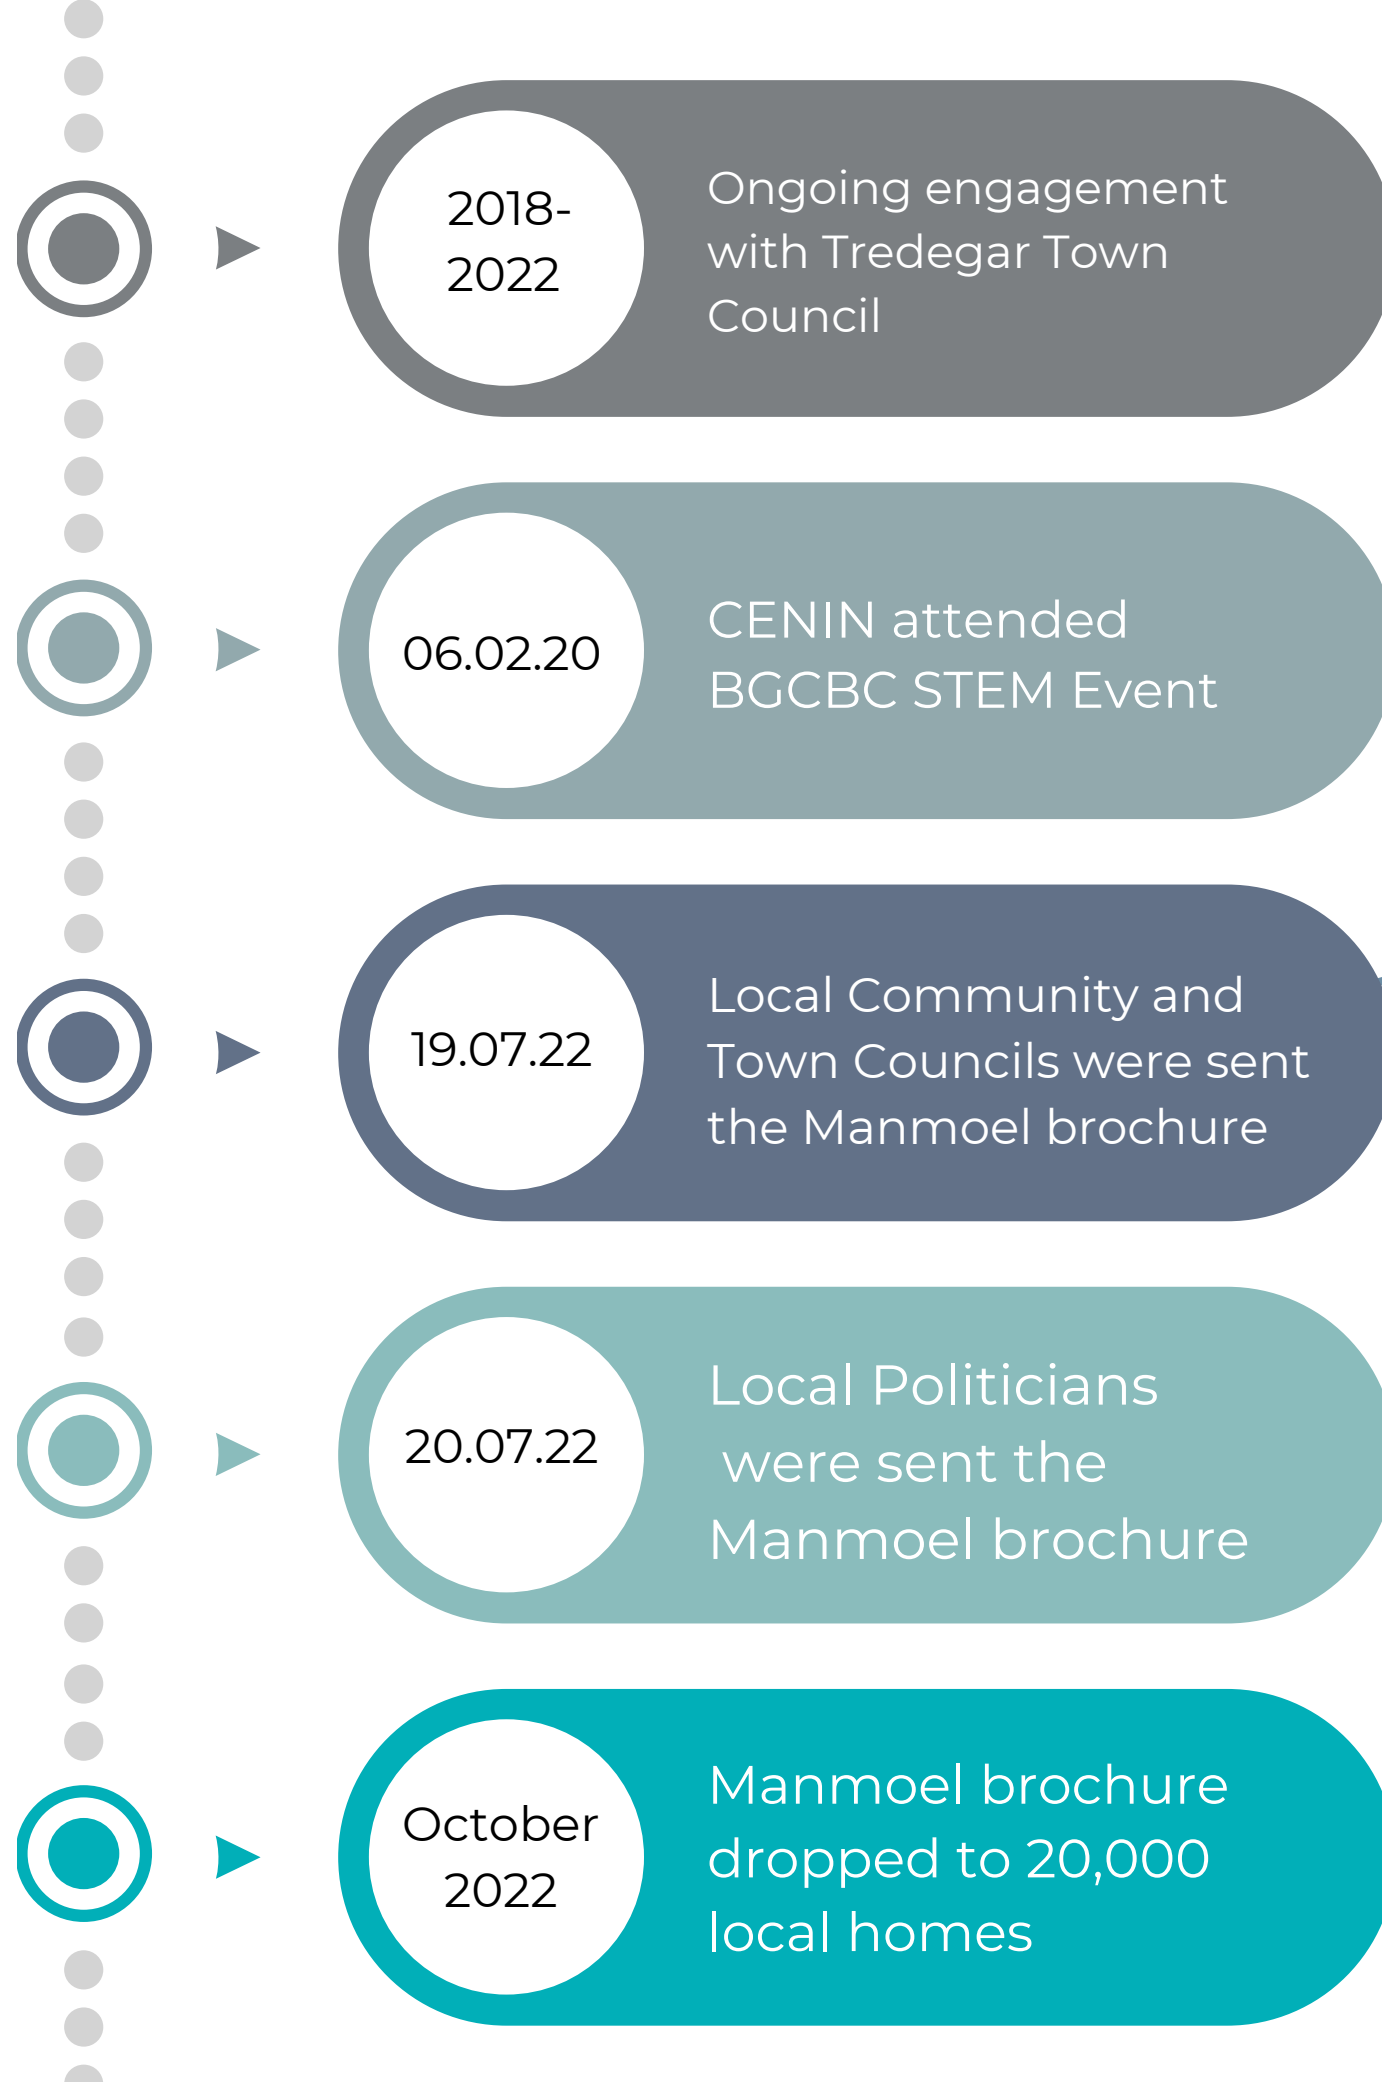 2018-
2022
Ongoing engagement
with Tredegar Town
Council
06.02.20
CENIN attended
BGCBC STEM Event
19.07.22
Local Community and
Town Councils were sent
the Manmoel brochure
20.07.22
Local Politicians
were sent the
Manmoel brochure
October
2022
Manmoel brochure
dropped to 20,000
local homes